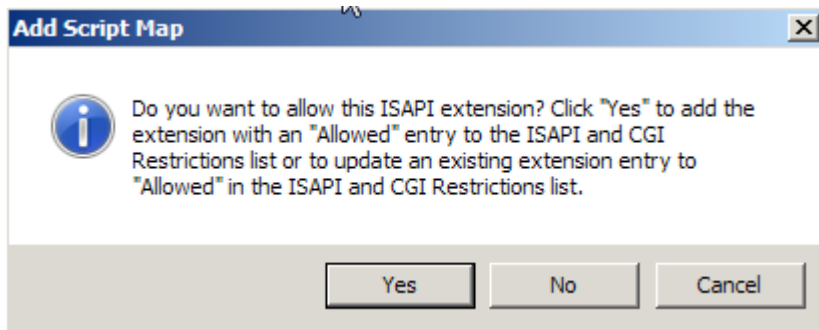 Add Script Map
Do you want to allow this ISAPI extension? Click "Yes" to add the
extension with an "Allowed" entry to the ISAPI and CGI
Restrictions list or to update an existing extension entry to
"Allowed" in the ISAPI and CGI Restrictions list.
Yes No Cancel